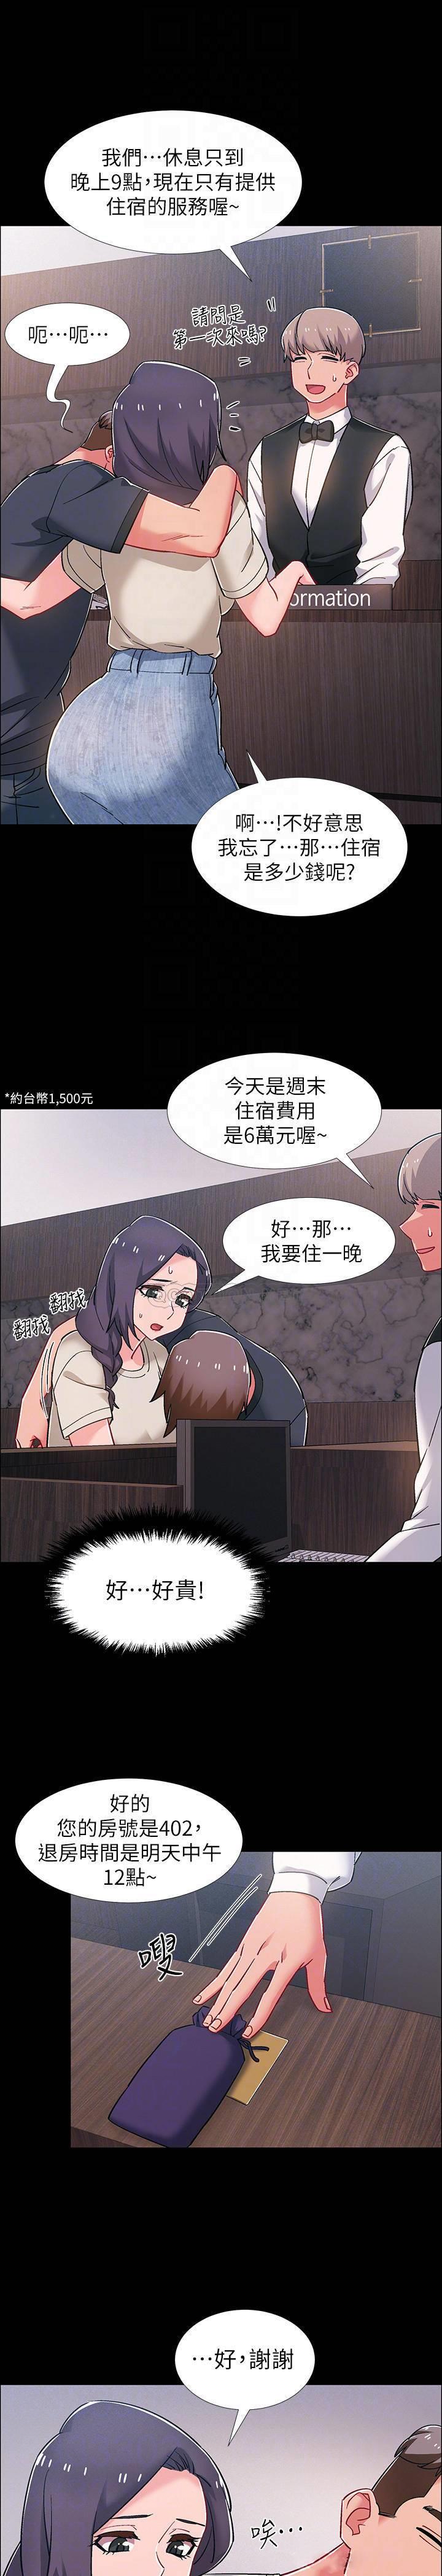 我們…休息只到
晚上9點，現在只有提供
住宿的服務喔~
請問是
第一次來嗎?
呃…呃…
ormation
啊…!不好意思
我忘了…那…住宿
是多少錢呢?
*約台幣1,500元
今天是週末
住宿費用
是6萬元喔~
好…那…
我要住一晚
翻找
翻找
好…好貴!
好的
您的房號是402，
退房時間是明天中午
12點~
嗖
…好，謝謝
唉…